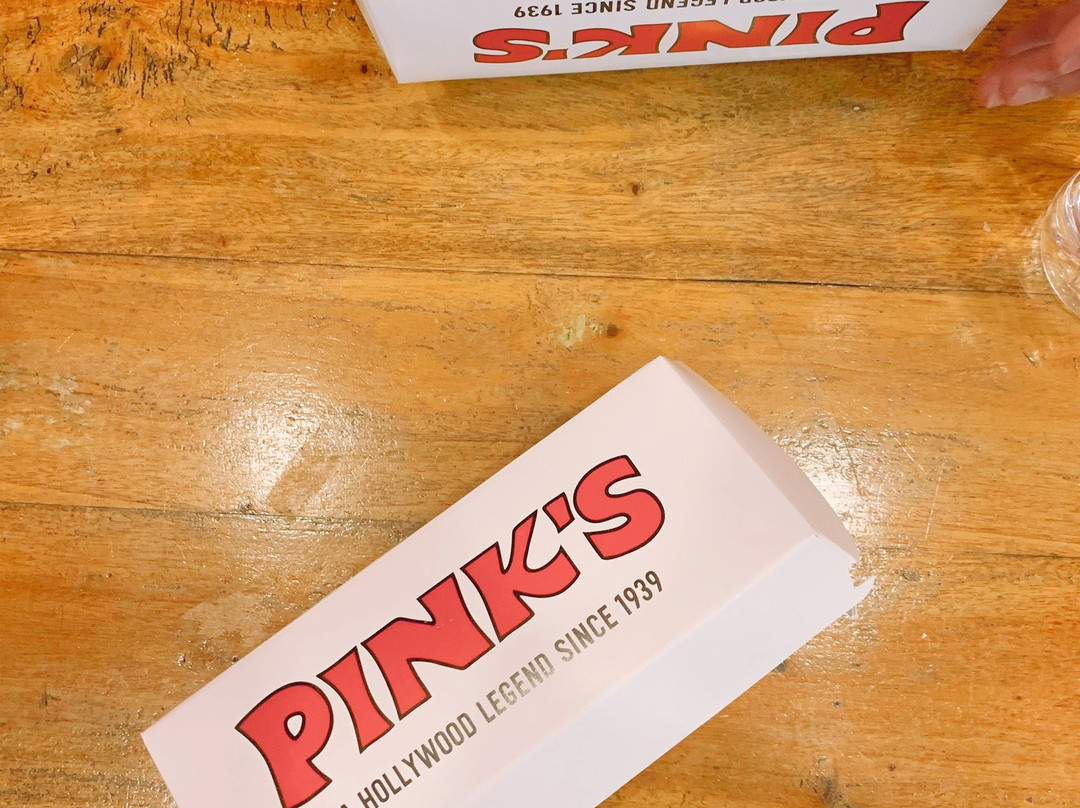 PINK'S
LEGEND SINCE 1939
PINK'S
A HOLLYWOOD LEGEND SINCE 1939